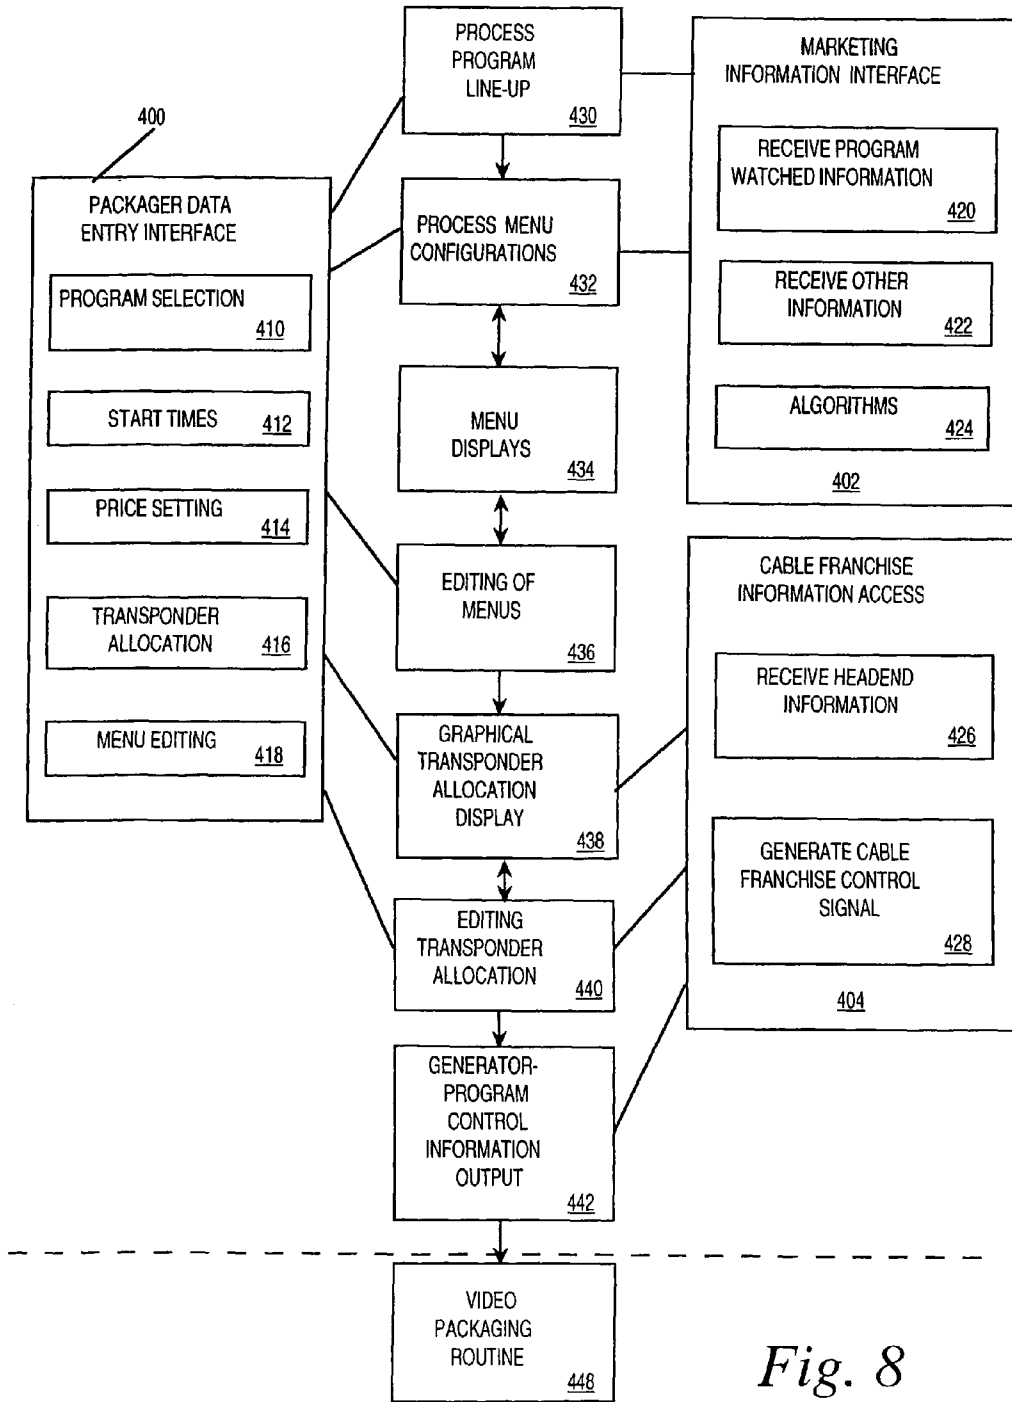 PROCESS
PROGRAM
LINE-UP
430
MARKETING
INFORMATION INTERFACE
RECEIVE PROGRAM
WATCHED INFORMATION
420
RECEIVE OTHER
INFORMATION
422
ALGORITHMS
424
402
400
PACKAGER DATA
ENTRY INTERFACE
PROGRAM SELECTION
410
START TIMES
412
PRICE SETTING
414
TRANSPONDER
ALLOCATION
416
MENU EDITING
418
PROCESS MENU
CONFIGURATIONS
432
MENU
DISPLAYS
434
EDITING OF
MENUS
436
GRAPHICAL
TRANSPONDER
ALLOCATION
DISPLAY
438
EDITING
TRANSPONDER
ALLOCATION
440
GENERATOR-
PROGRAM
CONTROL
INFORMATION
OUTPUT
442
CABLE FRANCHISE
INFORMATION ACCESS
RECEIVE HEADEND
INFORMATION
426
GENERATE CABLE
FRANCHISE CONTROL
SIGNAL
428
404
VIDEO
PACKAGING
ROUTINE
448
Fig. 8